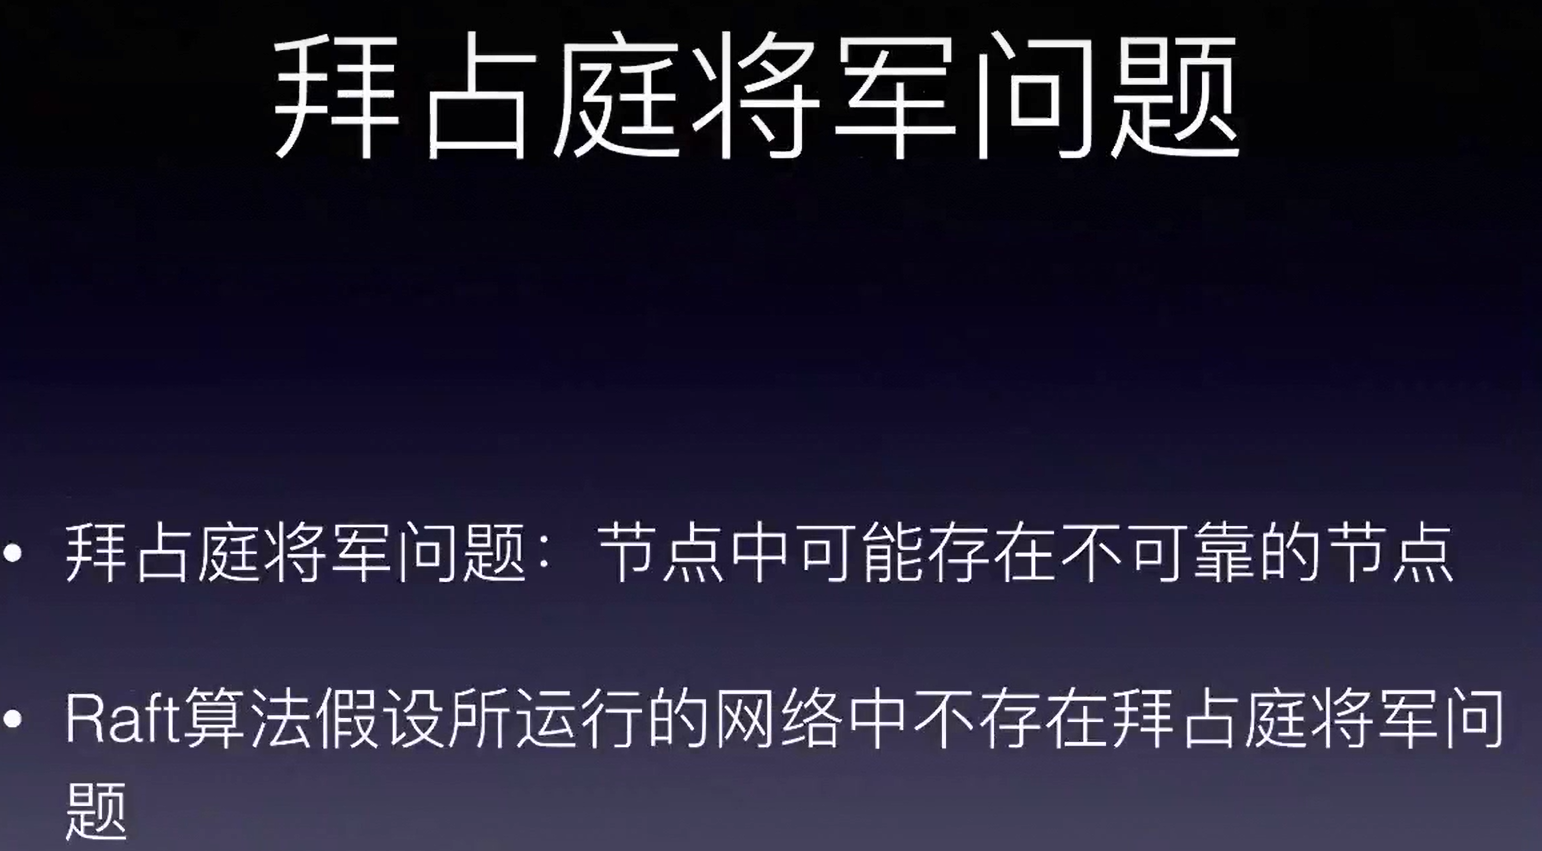 拜占庭将军问题
• 拜占庭将军问题： 节点中可能存在不可靠的节点
• Raft算法假设所运行的网络中不存在拜占庭将军问
题